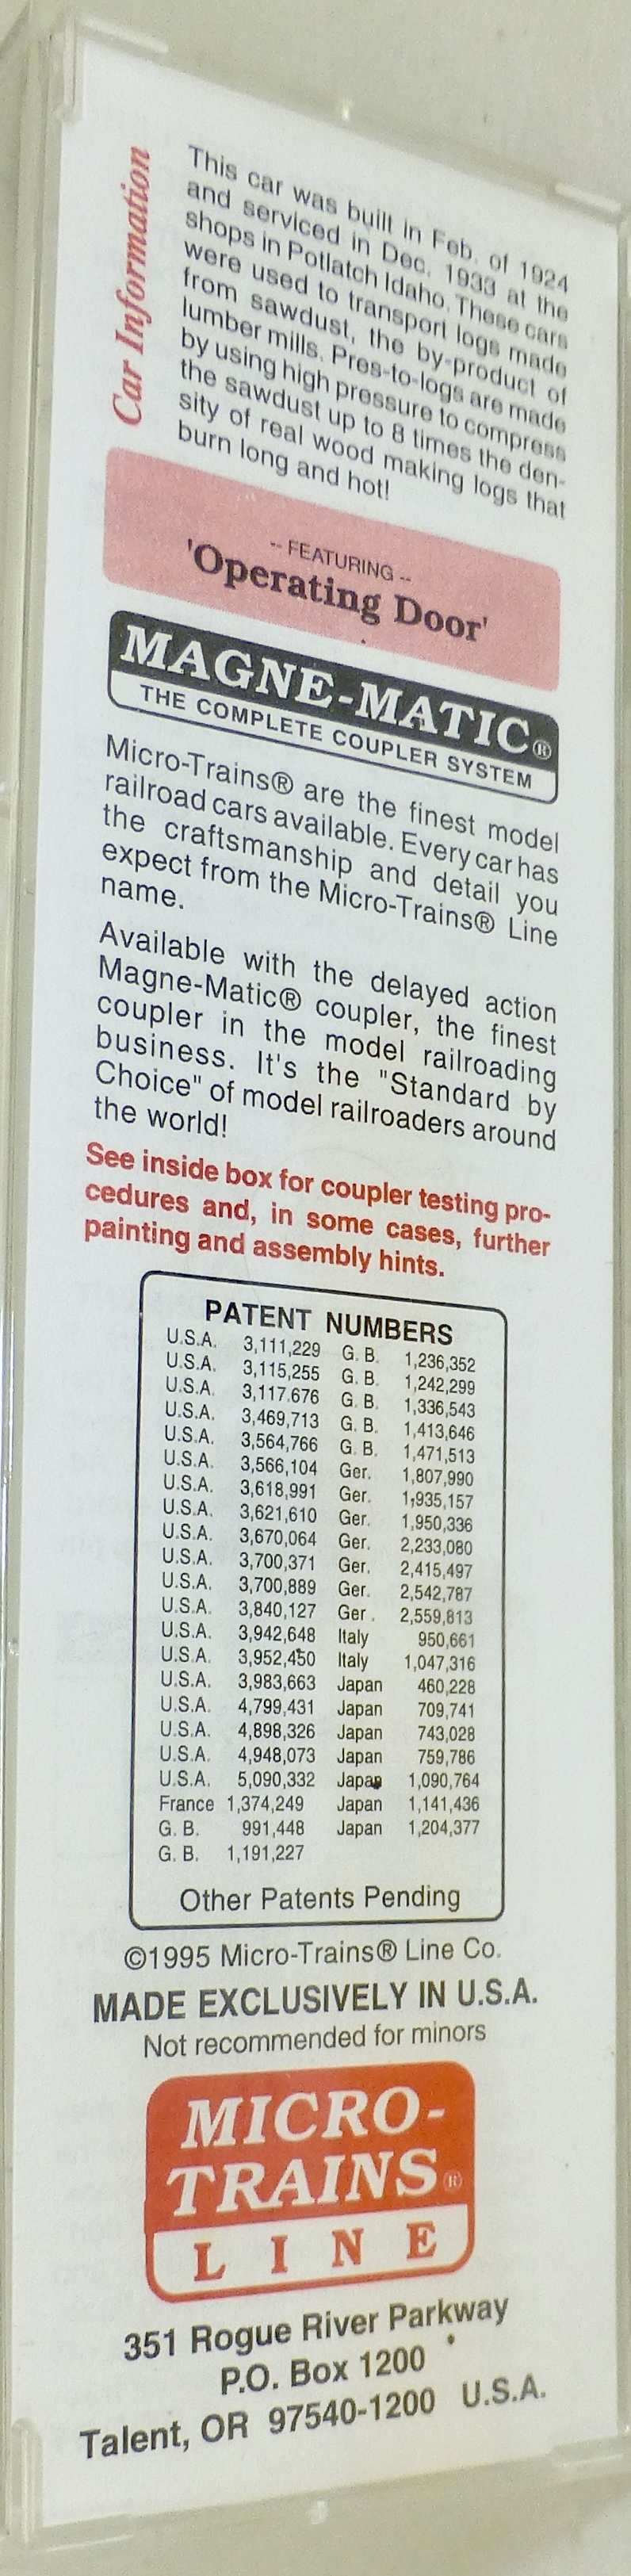 Car Information
This car was built in Feb. of 1924
and serviced in Dec. 1933 at the
shops in Potlatch Idaho. These cars
were used to transport logs made
from sawdust, the by-product of
lumber mills. Pres-to-logs are made
by using high pressure to compress
the sawdust up to 8 times the den-
sity of real wood making logs that
burn long and hot!
-- FEATURING --
'Operating Door'
MAGNE-MATIC®
THE COMPLETE COUPLER SYSTEM
Micro-Trains® are the finest model
railroad cars available. Every car has
the craftsmanship and detail you
expect from the Micro-Trains® Line
name.
Available with the delayed action
Magne-Matic® coupler, the finest
coupler in the model railroading
business. It's the "Standard by
Choice" of model railroaders around
the world!
See inside box for coupler testing pro-
cedures and, in some cases, further
painting and assembly hints.
PATENT NUMBERS
U.S.A. 3,111,229 G. B. 1,236,352
U.S.A. 3,115,255 G. B. 1,242,299
U.S.A. 3,117.676 G. B. 1,336,543
U.S.A. 3,469,713 G. B. 1,413,646
U.S.A. 3,564,766 G. B. 1,471,513
U.S.A. 3,566,104 Ger. 1,807,990
U.S.A. 3,618,991 Ger. 1,935,157
U.S.A. 3,621,610 Ger. 1,950,336
U.S.A. 3,670,064 Ger. 2,233,080
U.S.A. 3,700,371 Ger. 2,415,497
U.S.A. 3,700,889 Ger. 2,542,787
U.S.A. 3,840,127 Ger . 2,559,813
U.S.A. 3,942,648 Italy 950,661
U.S.A. 3,952,450 Italy 1,047,316
U.S.A. 3,983,663 Japan 460,228
U.S.A. 4,799,431 Japan 709,741
U.S.A. 4,898,326 Japan 743,028
U.S.A. 4,948,073 Japan 759,786
U.S.A. 5,090,332 Japan 1,090,764
France 1,374,249 Japan 1,141,436
G. B. 991,448 Japan 1,204,377
G. B. 1,191,227
Other Patents Pending
©1995 Micro-Trains® Line Co.
MADE EXCLUSIVELY IN U.S.A.
Not recommended for minors
MICRO-
TRAINS®
LINE
351 Rogue River Parkway
P.O. Box 1200
Talent, OR 97540-1200 U.S.A.